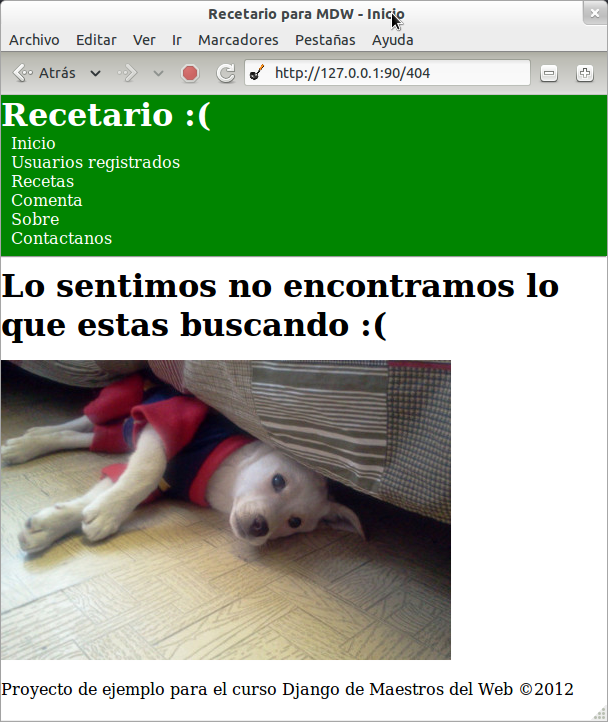 Recetario para MDW - Inicio
Archivo Editar Ver Ir Marcadores Pestañas Ayuda
Atrás http://127.0.0.1:90/404
Recetario :(
Inicio
Usuarios registrados
Recetas
Comenta
Sobre
Contactanos
Lo sentimos no encontramos lo
que estas buscando :(
Proyecto de ejemplo para el curso Django de Maestros del Web ©2012